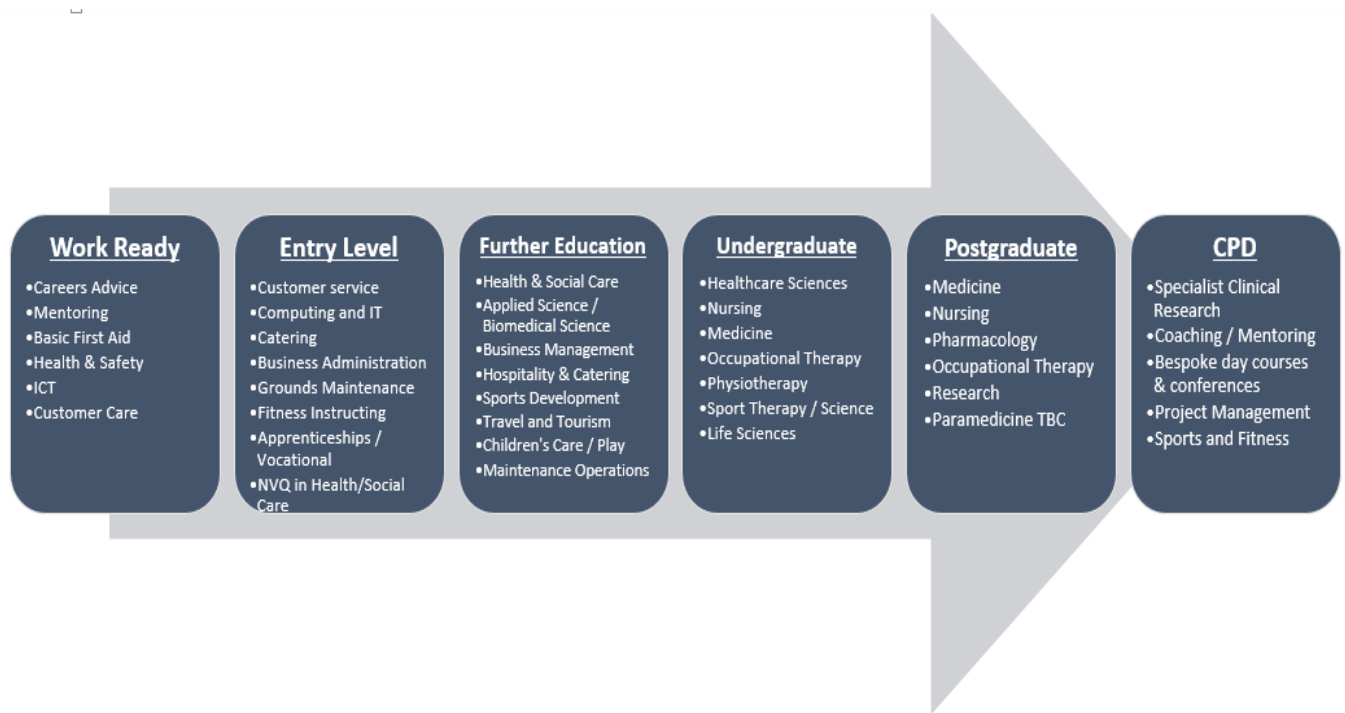 Work Ready
•Careers Advice
•Mentoring
•Basic First Aid
•Health & Safety
•ICT
•Customer Care
Entry Level
•Customer service
•Computing and IT
•Catering
•Business Administration
•Grounds Maintenance
•Fitness Instructing
•Apprenticeships /
Vocational
•NVQ in Health/Social
Care
Further Education
•Health & Social Care
•Applied Science /
Biomedical Science
•Business Management
•Hospitality & Catering
•Sports Development
•Travel and Tourism
•Children's Care / Play
•Maintenance Operations
Undergraduate
•Healthcare Sciences
•Nursing
•Medicine
•Occupational Therapy
•Physiotherapy
•Sport Therapy / Science
•Life Sciences
Postgraduate
•Medicine
•Nursing
•Pharmacology
•Occupational Therapy
•Research
•Paramedicine TBC
CPD
•Specialist Clinical
Research
•Coaching / Mentoring
•Bespoke day courses
& conferences
•Project Management
•Sports and Fitness